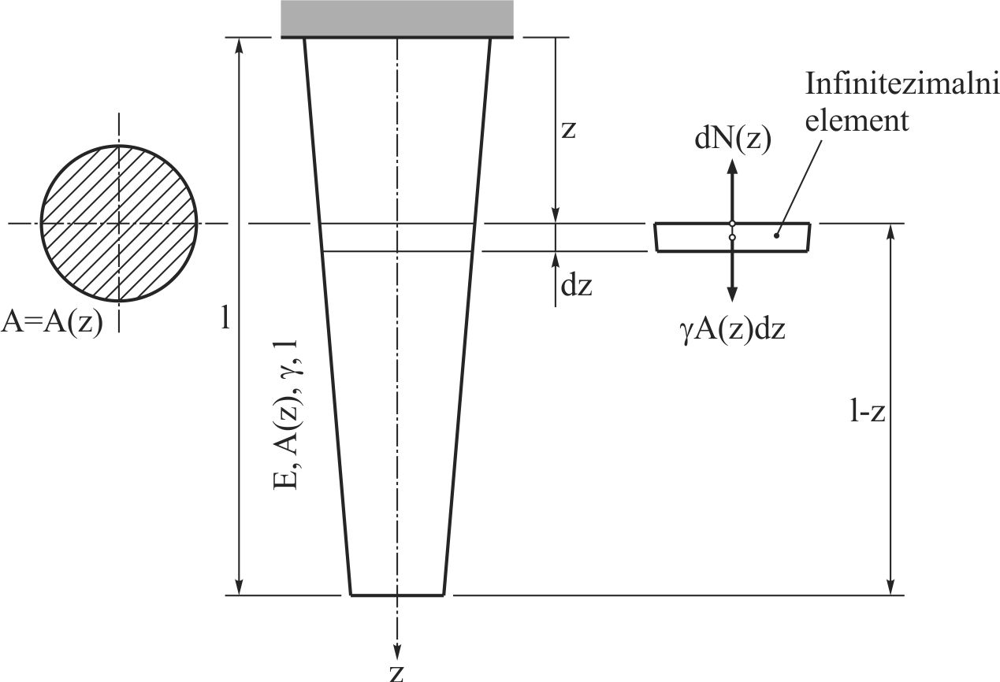 Infinitezimalni
element
z
dN(z)
dz
A=A(z)
l
γA(z)dz
E, A(z), γ, l
l-z
z